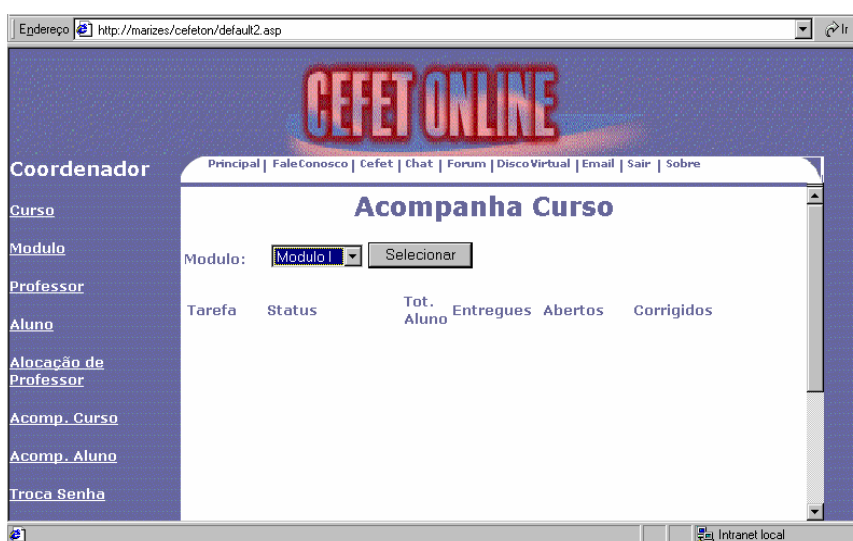 Endereço http://marizes/cefeton/default2.asp Ir
CEFET ONLINE
Coordenador
Principal | FaleConosco | Cefet | Chat | Forum | DiscoVirtual | Email | Sair | Sobre
Curso
Modulo
Professor
Aluno
Alocação de
Professor
Acomp. Curso
Acomp. Aluno
Troca Senha
Acompanha Curso
Modulo: Modulo I Selecionar
Tarefa Status Tot. Aluno Entregues Abertos Corrigidos
Intranet local